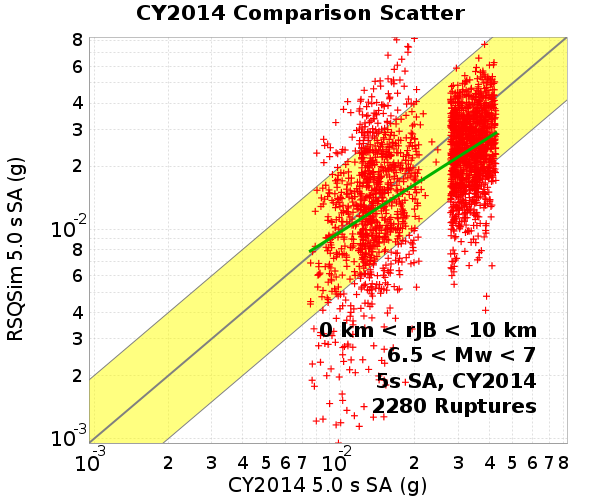 CY2014 Comparison Scatter
8
6
4
3
2
10⁻²
8
6
4
3
2
10⁻³
RSQSim 5.0 s SA (g)
0 km < rJB < 10 km
6.5 < Mw < 7
5s SA, CY2014
2280 Ruptures
10⁻³ 2 3 4 5 6 7 10⁻² 2 3 4 5 6 7 8
CY2014 5.0 s SA (g)